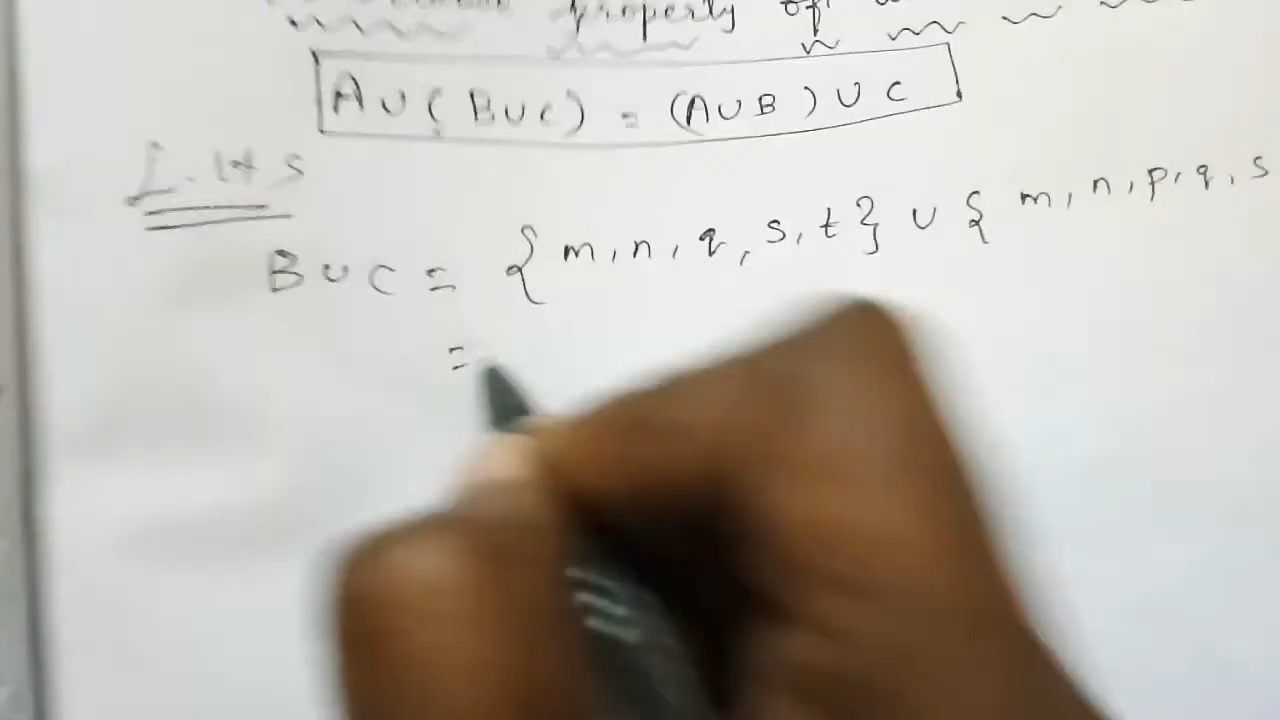 property of
A∪(B∪C) = (A∪B)∪C
L.H.S
B∪C = {m,n,q,s,t}∪{m,n,p,q,s
=